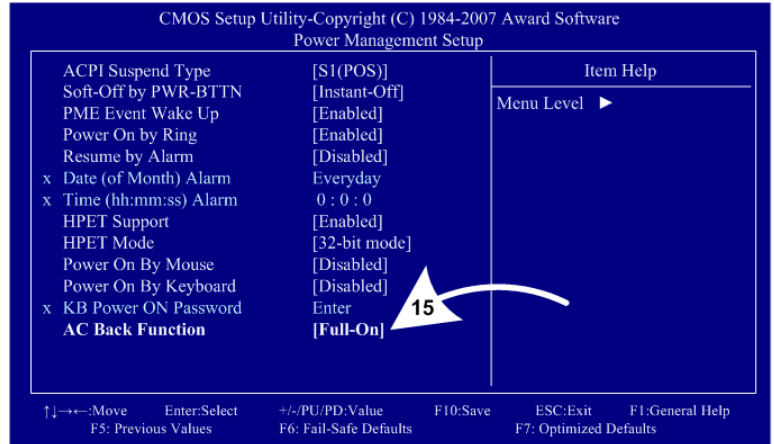 CMOS Setup Utility-Copyright (C) 1984-2007 Award Software
Power Management Setup
ACPI Suspend Type [S1(POS)] Item Help
Soft-Off by PWR-BTTN [Instant-Off]
Menu Level ►
PME Event Wake Up [Enabled]
Power On by Ring [Enabled]
Resume by Alarm [Disabled]
x Date (of Month) Alarm Everyday
x Time (hh:mm:ss) Alarm 0 : 0 : 0
HPET Support [Enabled]
HPET Mode [32-bit mode]
Power On By Mouse [Disabled]
Power On By Keyboard [Disabled]
x KB Power ON Password Enter
15
AC Back Function [Full-On]
↑↓→←:Move Enter:Select +/-/PU/PD:Value F10:Save ESC:Exit F1:General Help
F5: Previous Values F6: Fail-Safe Defaults F7: Optimized Defaults